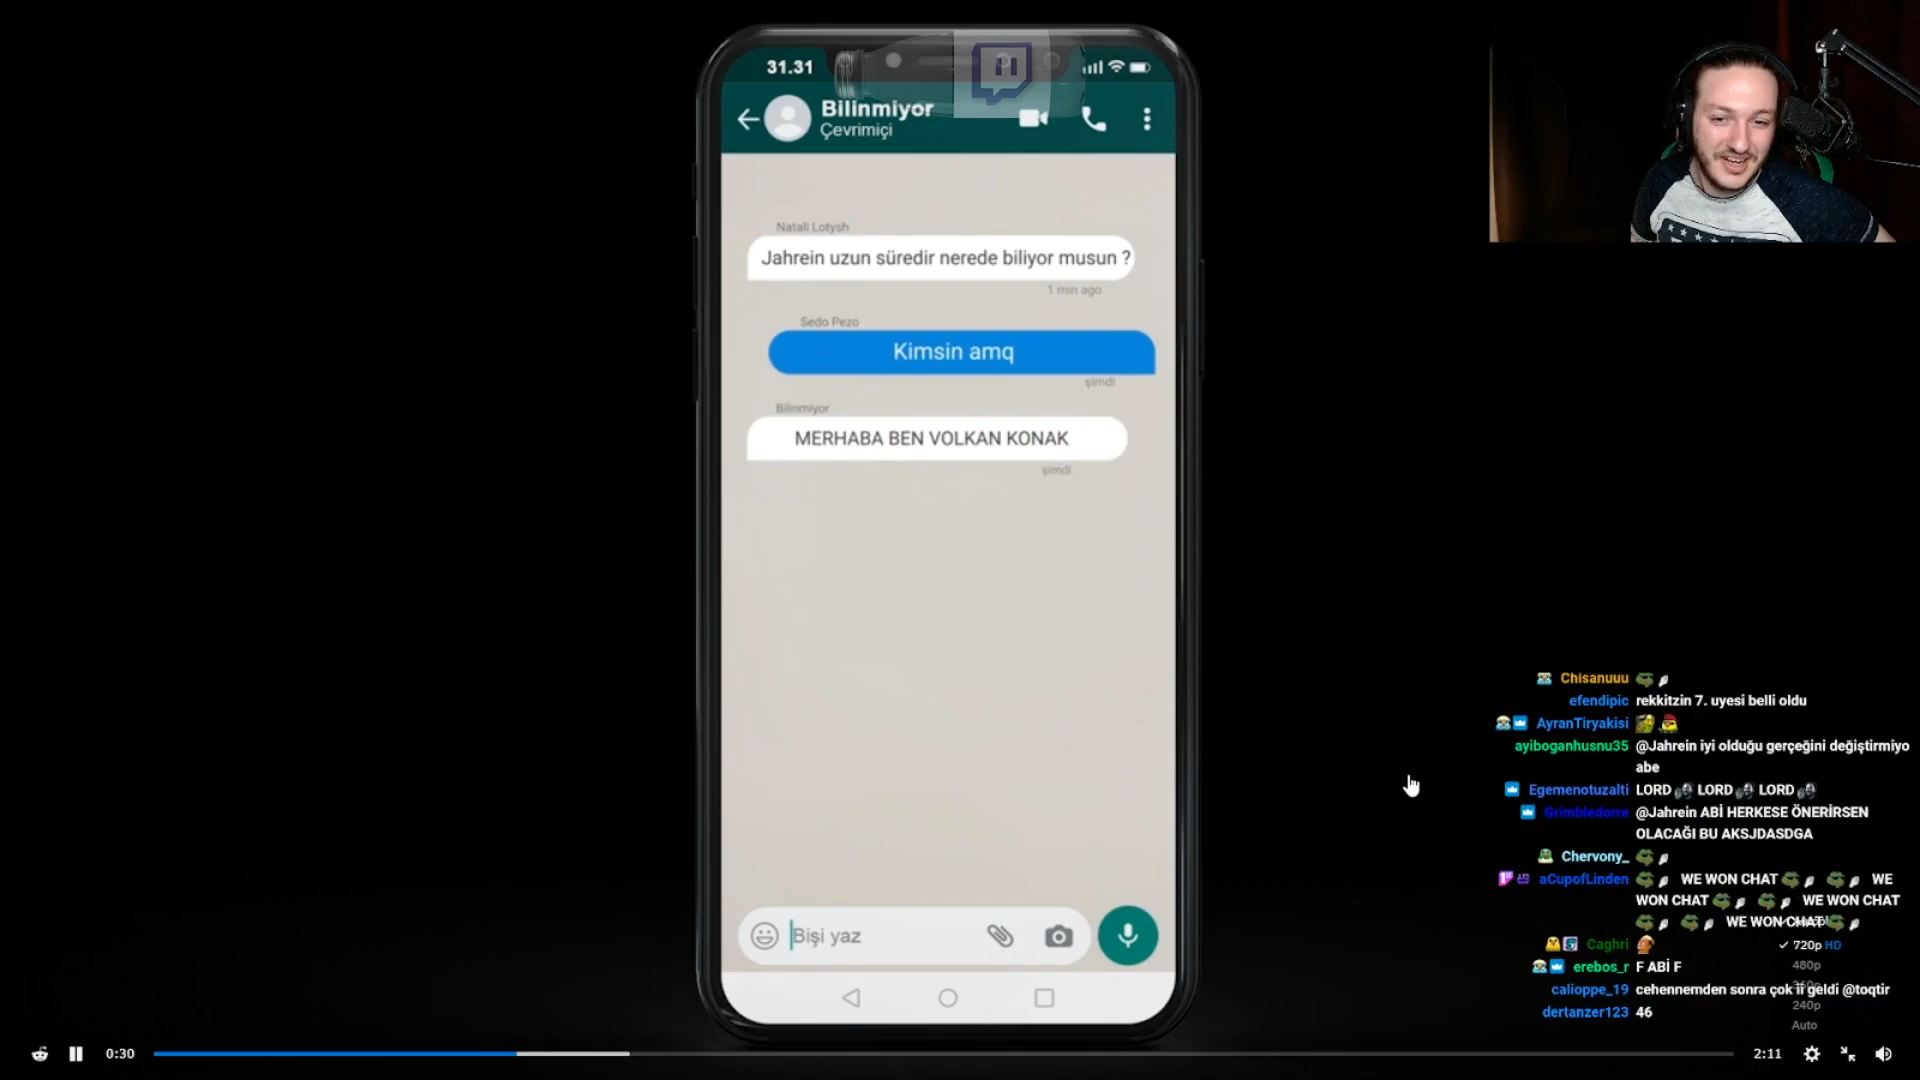 31.31
Bilinmiyor
Çevrimiçi
Natali Lotysh
Jahrein uzun süredir nerede biliyor musun ?
1 min ago
Sedo Pezo
Kimsin amq
şimdi
Bilinmiyor
MERHABA BEN VOLKAN KONAK
şimdi
Bişi yaz
Chisanuuu
efendipic rekkitzin 7. uyesi belli oldu
AyranTiryakisi
ayiboganhusnu35 @Jahrein iyi olduğu gerçeğini değiştirmiyo
abe
Egemenotuzalti LORD LORD LORD
Grimbledorre @Jahrein ABİ HERKESE ÖNERİRSEN
OLACAĞI BU AKSJDASDGA
Chervony_
aCupofLinden WE WON CHAT WE
WON CHAT WE WON CHAT
WE WON CHAT
Caghri
720p HD
erebos_r F ABİ F
480p
calioppe_19 cehennemden sonra çok ii geldi @toqtir
240p
dertanzer123 46
Auto
0:30
2:11